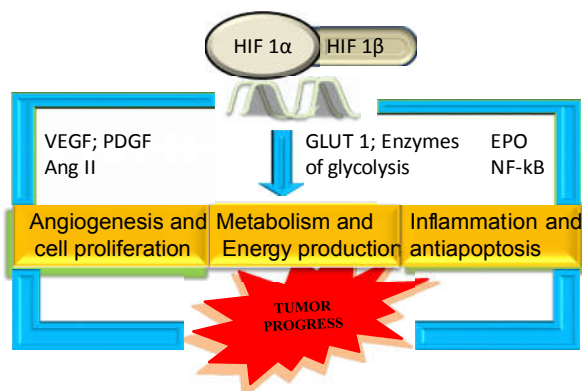 HIF 1α HIF 1β
VEGF; PDGF
Ang II
GLUT 1; Enzymes
of glycolysis
EPO
NF-kB
Angiogenesis and
cell proliferation
Metabolism and
Energy production
Inflammation and
antiapoptosis
TUMOR
PROGRESS